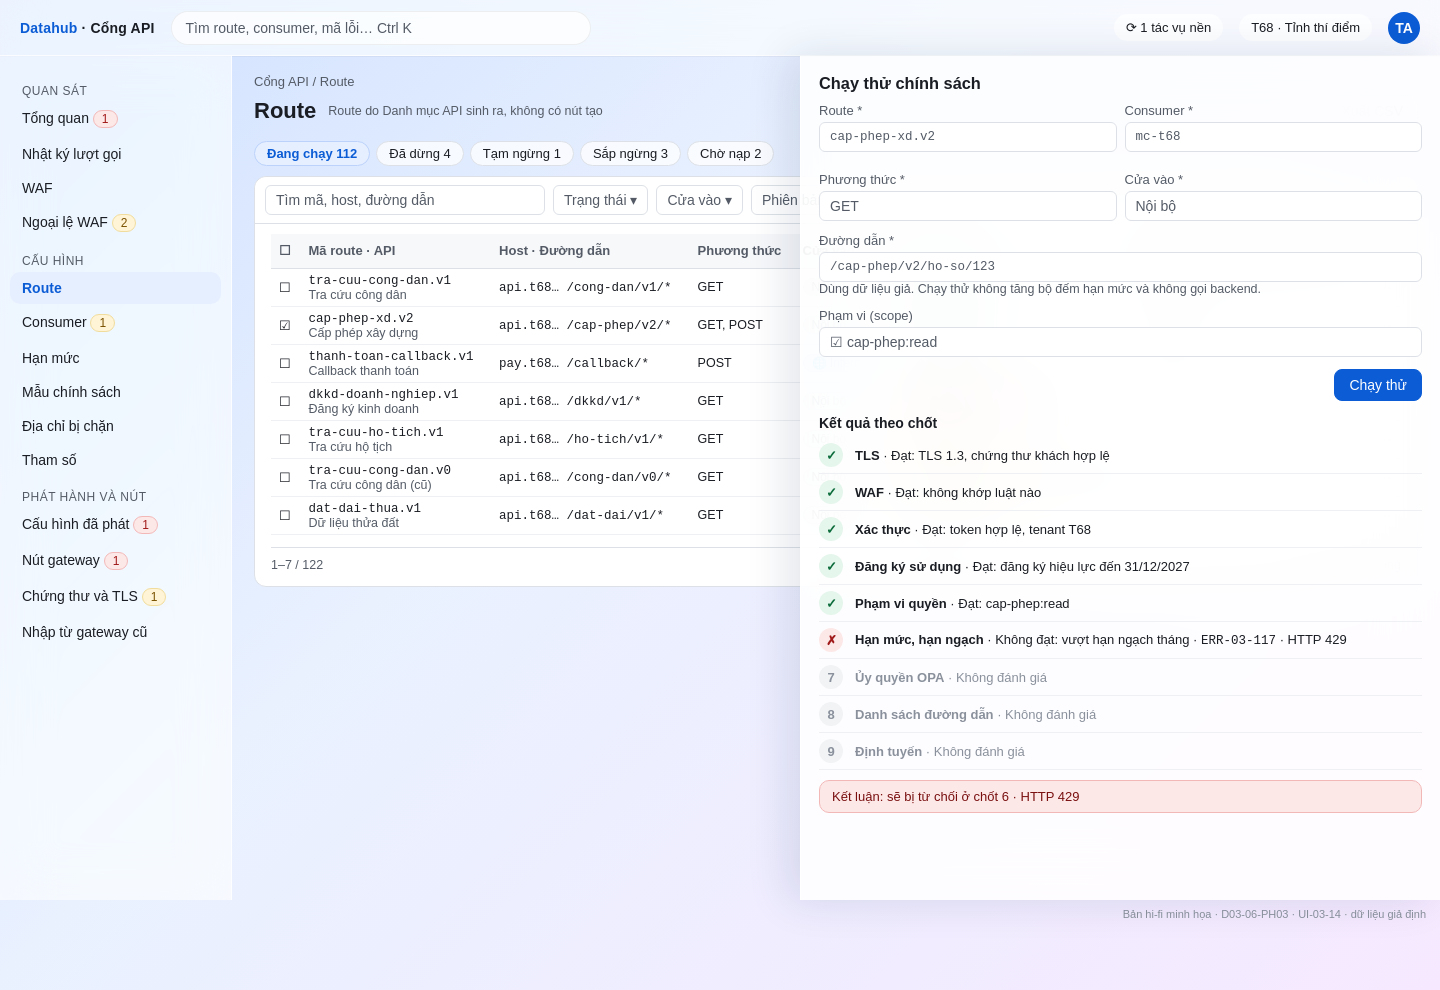 Datahub · Cổng API
Tìm route, consumer, mã lỗi… Ctrl K
⟳ 1 tác vụ nền
T68 · Tỉnh thí điểm
TA
QUAN SÁT
Tổng quan 1
Nhật ký lượt gọi
WAF
Ngoại lệ WAF 2
CẤU HÌNH
Route
Consumer 1
Hạn mức
Mẫu chính sách
Địa chỉ bị chặn
Tham số
PHÁT HÀNH VÀ NÚT
Cấu hình đã phát 1
Nút gateway 1
Chứng thư và TLS 1
Nhập từ gateway cũ
Cổng API / Route
Route Route do Danh mục API sinh ra, không có nút tạo
Đang chạy 112 Đã dừng 4 Tạm ngừng 1 Sắp ngừng 3 Chờ nạp 2
Tìm mã, host, đường dẫn Trạng thái ▾ Cửa vào ▾ Phiên
☐ Mã route · API Host · Đường dẫn Phương thức
☐ tra-cuu-cong-dan.v1 api.t68… /cong-dan/v1/* GET
Tra cứu công dân
☑ cap-phep-xd.v2 api.t68… /cap-phep/v2/* GET, POST
Cấp phép xây dựng
☐ thanh-toan-callback.v1 pay.t68… /callback/* POST
Callback thanh toán
☐ dkkd-doanh-nghiep.v1 api.t68… /dkkd/v1/* GET
Đăng ký kinh doanh
☐ tra-cuu-ho-tich.v1 api.t68… /ho-tich/v1/* GET
Tra cứu hộ tịch
☐ tra-cuu-cong-dan.v0 api.t68… /cong-dan/v0/* GET
Tra cứu công dân (cũ)
☐ dat-dai-thua.v1 api.t68… /dat-dai/v1/* GET
Dữ liệu thửa đất
1–7 / 122
Chạy thử chính sách
Route * Consumer *
cap-phep-xd.v2 mc-t68
Phương thức * Cửa vào *
GET Nội bộ
Đường dẫn *
/cap-phep/v2/ho-so/123
Dùng dữ liệu giả. Chạy thử không tăng bộ đếm hạn mức và không gọi backend.
Phạm vi (scope)
☑ cap-phep:read
Chạy thử
Kết quả theo chốt
✓ TLS · Đạt: TLS 1.3, chứng thư khách hợp lệ
✓ WAF · Đạt: không khớp luật nào
✓ Xác thực · Đạt: token hợp lệ, tenant T68
✓ Đăng ký sử dụng · Đạt: đăng ký hiệu lực đến 31/12/2027
✓ Phạm vi quyền · Đạt: cap-phep:read
✗ Hạn mức, hạn ngạch · Không đạt: vượt hạn ngạch tháng · ERR-03-117 · HTTP 429
7 Ủy quyền OPA · Không đánh giá
8 Danh sách đường dẫn · Không đánh giá
9 Định tuyến · Không đánh giá
Kết luận: sẽ bị từ chối ở chốt 6 · HTTP 429
Bản hi-fi minh họa · D03-06-PH03 · UI-03-14 · dữ liệu giả định